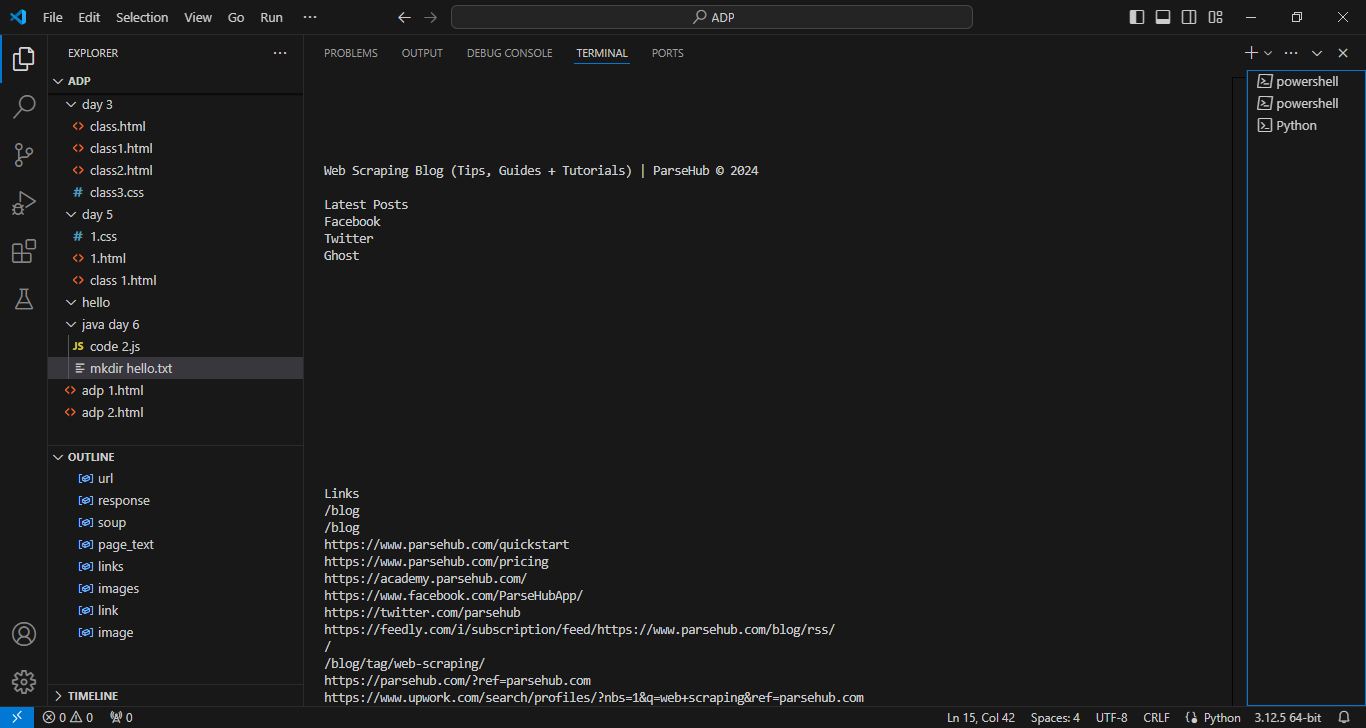 File Edit Selection View Go Run ···
ADP
EXPLORER ···
ADP
day 3
class.html
class1.html
class2.html
# class3.css
day 5
# 1.css
1.html
class 1.html
hello
java day 6
JS code 2.js
mkdir hello.txt
adp 1.html
adp 2.html
OUTLINE
url
response
soup
page_text
links
images
link
image
TIMELINE
PROBLEMS OUTPUT DEBUG CONSOLE TERMINAL PORTS
Web Scraping Blog (Tips, Guides + Tutorials) | ParseHub © 2024
Latest Posts
Facebook
Twitter
Ghost
Links
/blog
/blog
https://www.parsehub.com/quickstart
https://www.parsehub.com/pricing
https://academy.parsehub.com/
https://www.facebook.com/ParseHubApp/
https://twitter.com/parsehub
https://feedly.com/i/subscription/feed/https://www.parsehub.com/blog/rss/
/
/blog/tag/web-scraping/
https://parsehub.com/?ref=parsehub.com
https://www.upwork.com/search/profiles/?nbs=1&q=web+scraping&ref=parsehub.com
powershell
powershell
Python
0 0 0 Ln 15, Col 42 Spaces: 4 UTF-8 CRLF Python 3.12.5 64-bit